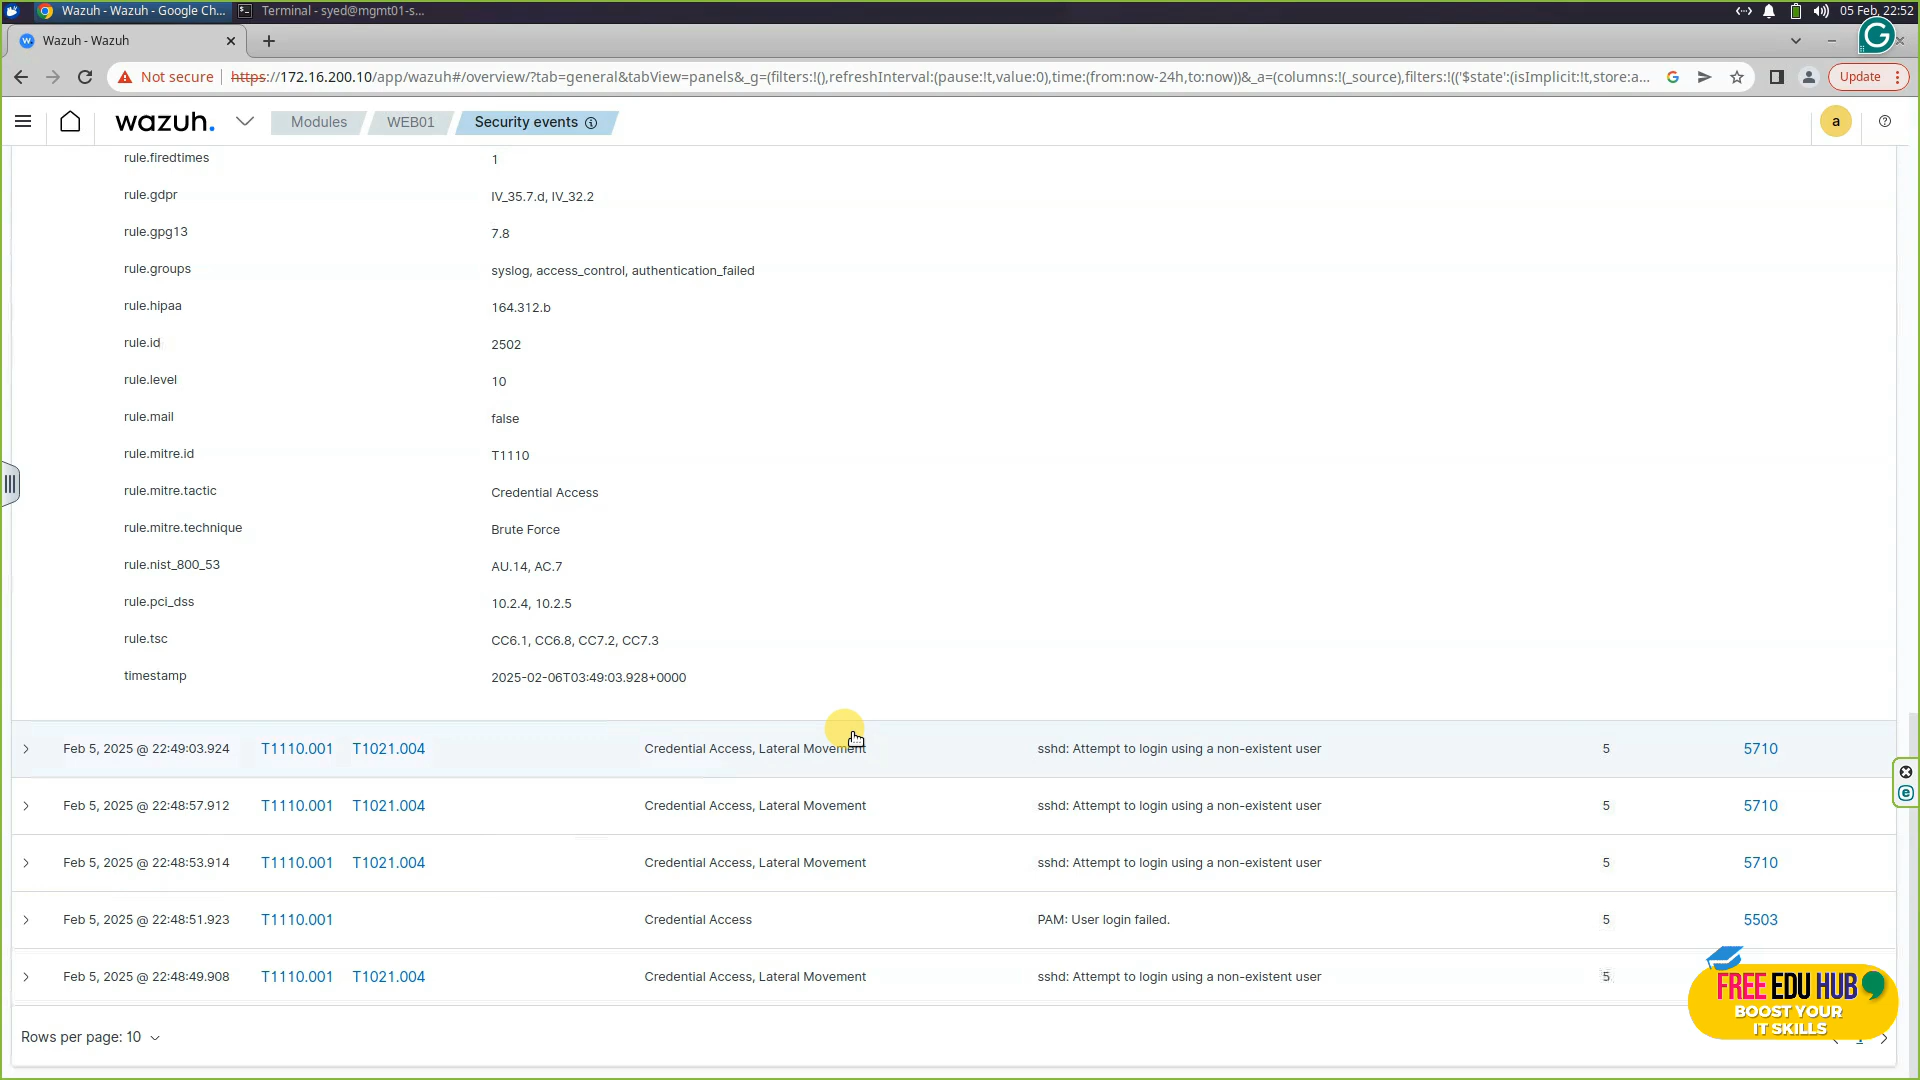 Wazuh - Wazuh - Google Ch...
Terminal - syed@mgmt01-s...
05 Feb, 22:52
Wazuh - Wazuh
Not secure
https://172.16.200.10/app/wazuh#/overview/?tab=general&tabView=panels&_g=(filters:!(),refreshInterval:(pause:!t,value:0),time:(from:now-24h,to:now))&_a=(columns:!(_source),filters:!(('$state':(isImplicit:!t,store:a...
Update
wazuh.
Modules
WEB01
Security events
a
rule.firedtimes 1
rule.gdpr IV_35.7.d, IV_32.2
rule.gpg13 7.8
rule.groups syslog, access_control, authentication_failed
rule.hipaa 164.312.b
rule.id 2502
rule.level 10
rule.mail false
rule.mitre.id T1110
rule.mitre.tactic Credential Access
rule.mitre.technique Brute Force
rule.nist_800_53 AU.14, AC.7
rule.pci_dss 10.2.4, 10.2.5
rule.tsc CC6.1, CC6.8, CC7.2, CC7.3
timestamp 2025-02-06T03:49:03.928+0000
Feb 5, 2025 @ 22:49:03.924 T1110.001 T1021.004 Credential Access, Lateral Movement sshd: Attempt to login using a non-existent user 5 5710
Feb 5, 2025 @ 22:48:57.912 T1110.001 T1021.004 Credential Access, Lateral Movement sshd: Attempt to login using a non-existent user 5 5710
Feb 5, 2025 @ 22:48:53.914 T1110.001 T1021.004 Credential Access, Lateral Movement sshd: Attempt to login using a non-existent user 5 5710
Feb 5, 2025 @ 22:48:51.923 T1110.001 Credential Access PAM: User login failed. 5 5503
Feb 5, 2025 @ 22:48:49.908 T1110.001 T1021.004 Credential Access, Lateral Movement sshd: Attempt to login using a non-existent user 5
Rows per page: 10
FREE EDU HUB
BOOST YOUR
IT SKILLS